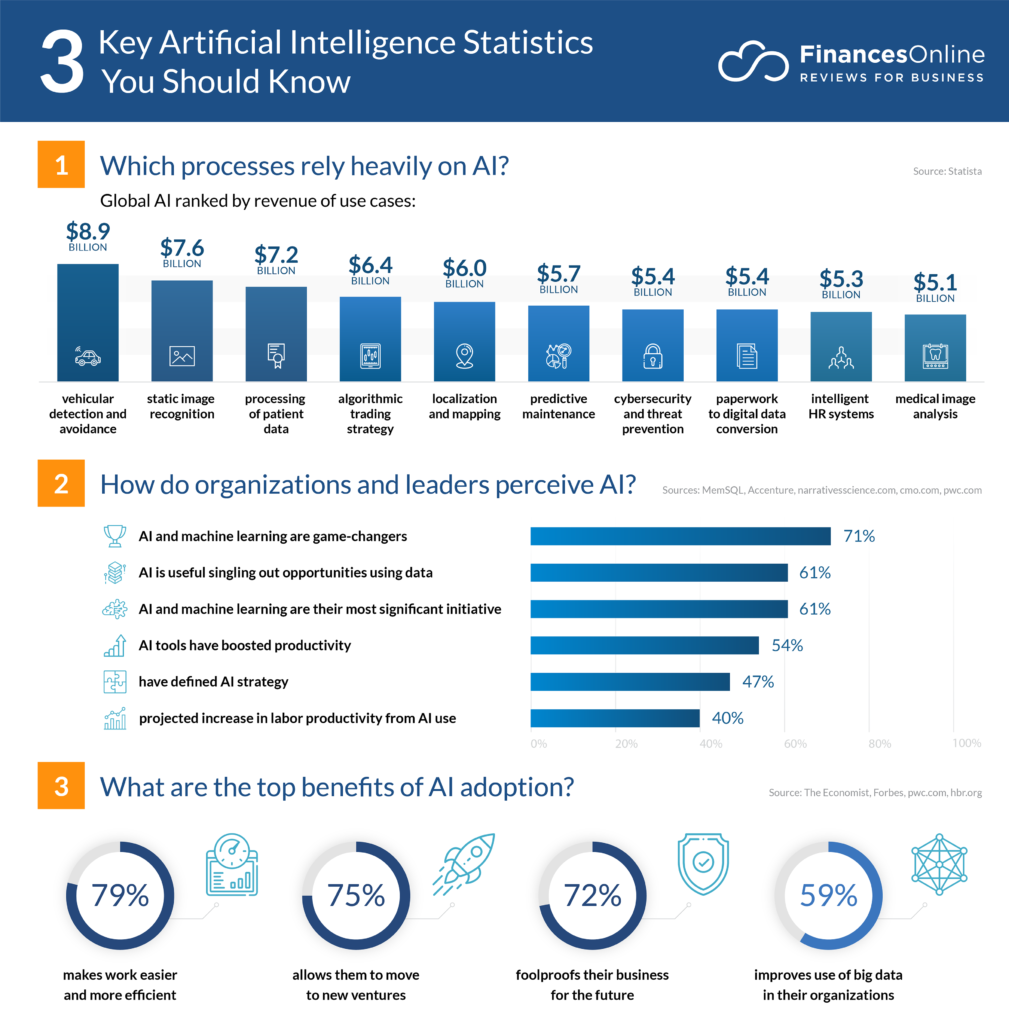 3 Key Artificial Intelligence Statistics
You Should Know
FinancesOnline
REVIEWS FOR BUSINESS
1 Which processes rely heavily on AI?
Source: Statista
Global AI ranked by revenue of use cases:
$8.9
BILLION
$7.6
BILLION
$7.2
BILLION
$6.4
BILLION
$6.0
BILLION
$5.7
BILLION
$5.4
BILLION
$5.4
BILLION
$5.3
BILLION
$5.1
BILLION
vehicular
detection and
avoidance
static image
recognition
processing
of patient
data
algorithmic
trading
strategy
localization
and mapping
predictive
maintenance
cybersecurity
and threat
prevention
paperwork
to digital data
conversion
intelligent
HR systems
medical image
analysis
2 How do organizations and leaders perceive AI?
Sources: MemSQL, Accenture, narrativesscience.com, cmo.com, pwc.com
AI and machine learning are game-changers 71%
AI is useful singling out opportunities using data 61%
AI and machine learning are their most significant initiative 61%
AI tools have boosted productivity 54%
have defined AI strategy 47%
projected increase in labor productivity from AI use 40%
0% 20% 40% 60% 80% 100%
3 What are the top benefits of AI adoption?
Source: The Economist, Forbes, pwc.com, hbr.org
79%
makes work easier
and more efficient
75%
allows them to move
to new ventures
72%
foolproofs their business
for the future
59%
improves use of big data
in their organizations